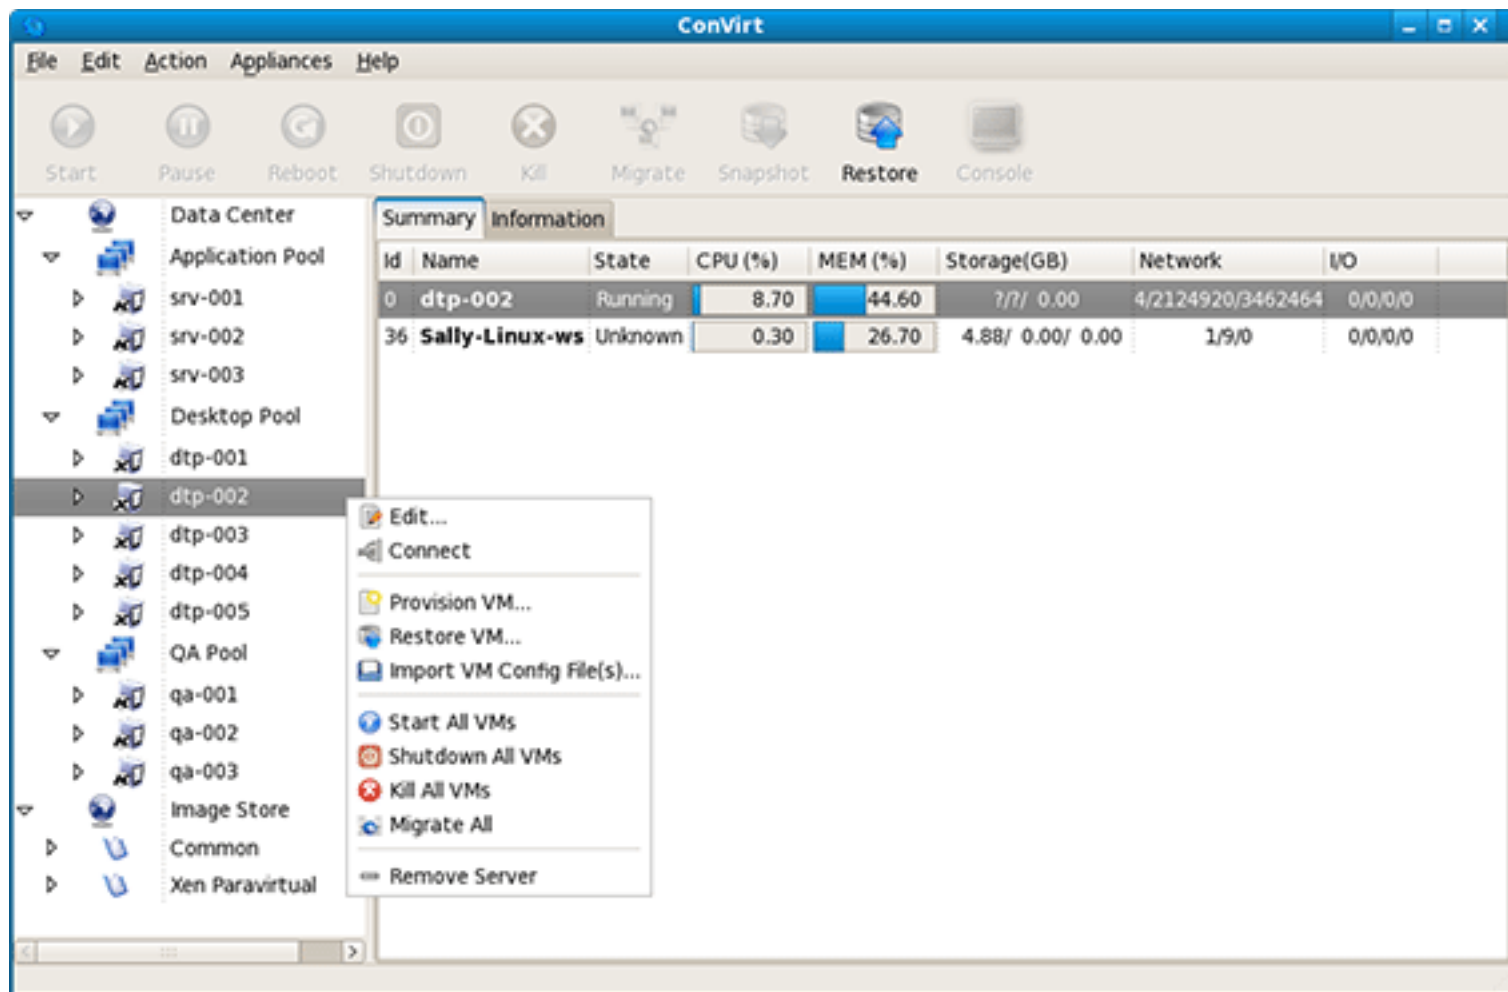 ConVirt
File Edit Action Appliances Help
Start Pause Reboot Shutdown Kill Migrate Snapshot Restore Console
Data Center
Application Pool
srv-001
srv-002
srv-003
Desktop Pool
dtp-001
dtp-002
dtp-003
dtp-004
dtp-005
QA Pool
qa-001
qa-002
qa-003
Image Store
Common
Xen Paravirtual
Summary Information
Id Name State CPU (%) MEM (%) Storage(GB) Network I/O
0 dtp-002 Running 8.70 44.60 ?/?/ 0.00 4/2124920/3462464 0/0/0/0
36 Sally-Linux-ws Unknown 0.30 26.70 4.88/ 0.00/ 0.00 1/9/0 0/0/0/0
Edit...
Connect
Provision VM...
Restore VM...
Import VM Config File(s)...
Start All VMs
Shutdown All VMs
Kill All VMs
Migrate All
Remove Server